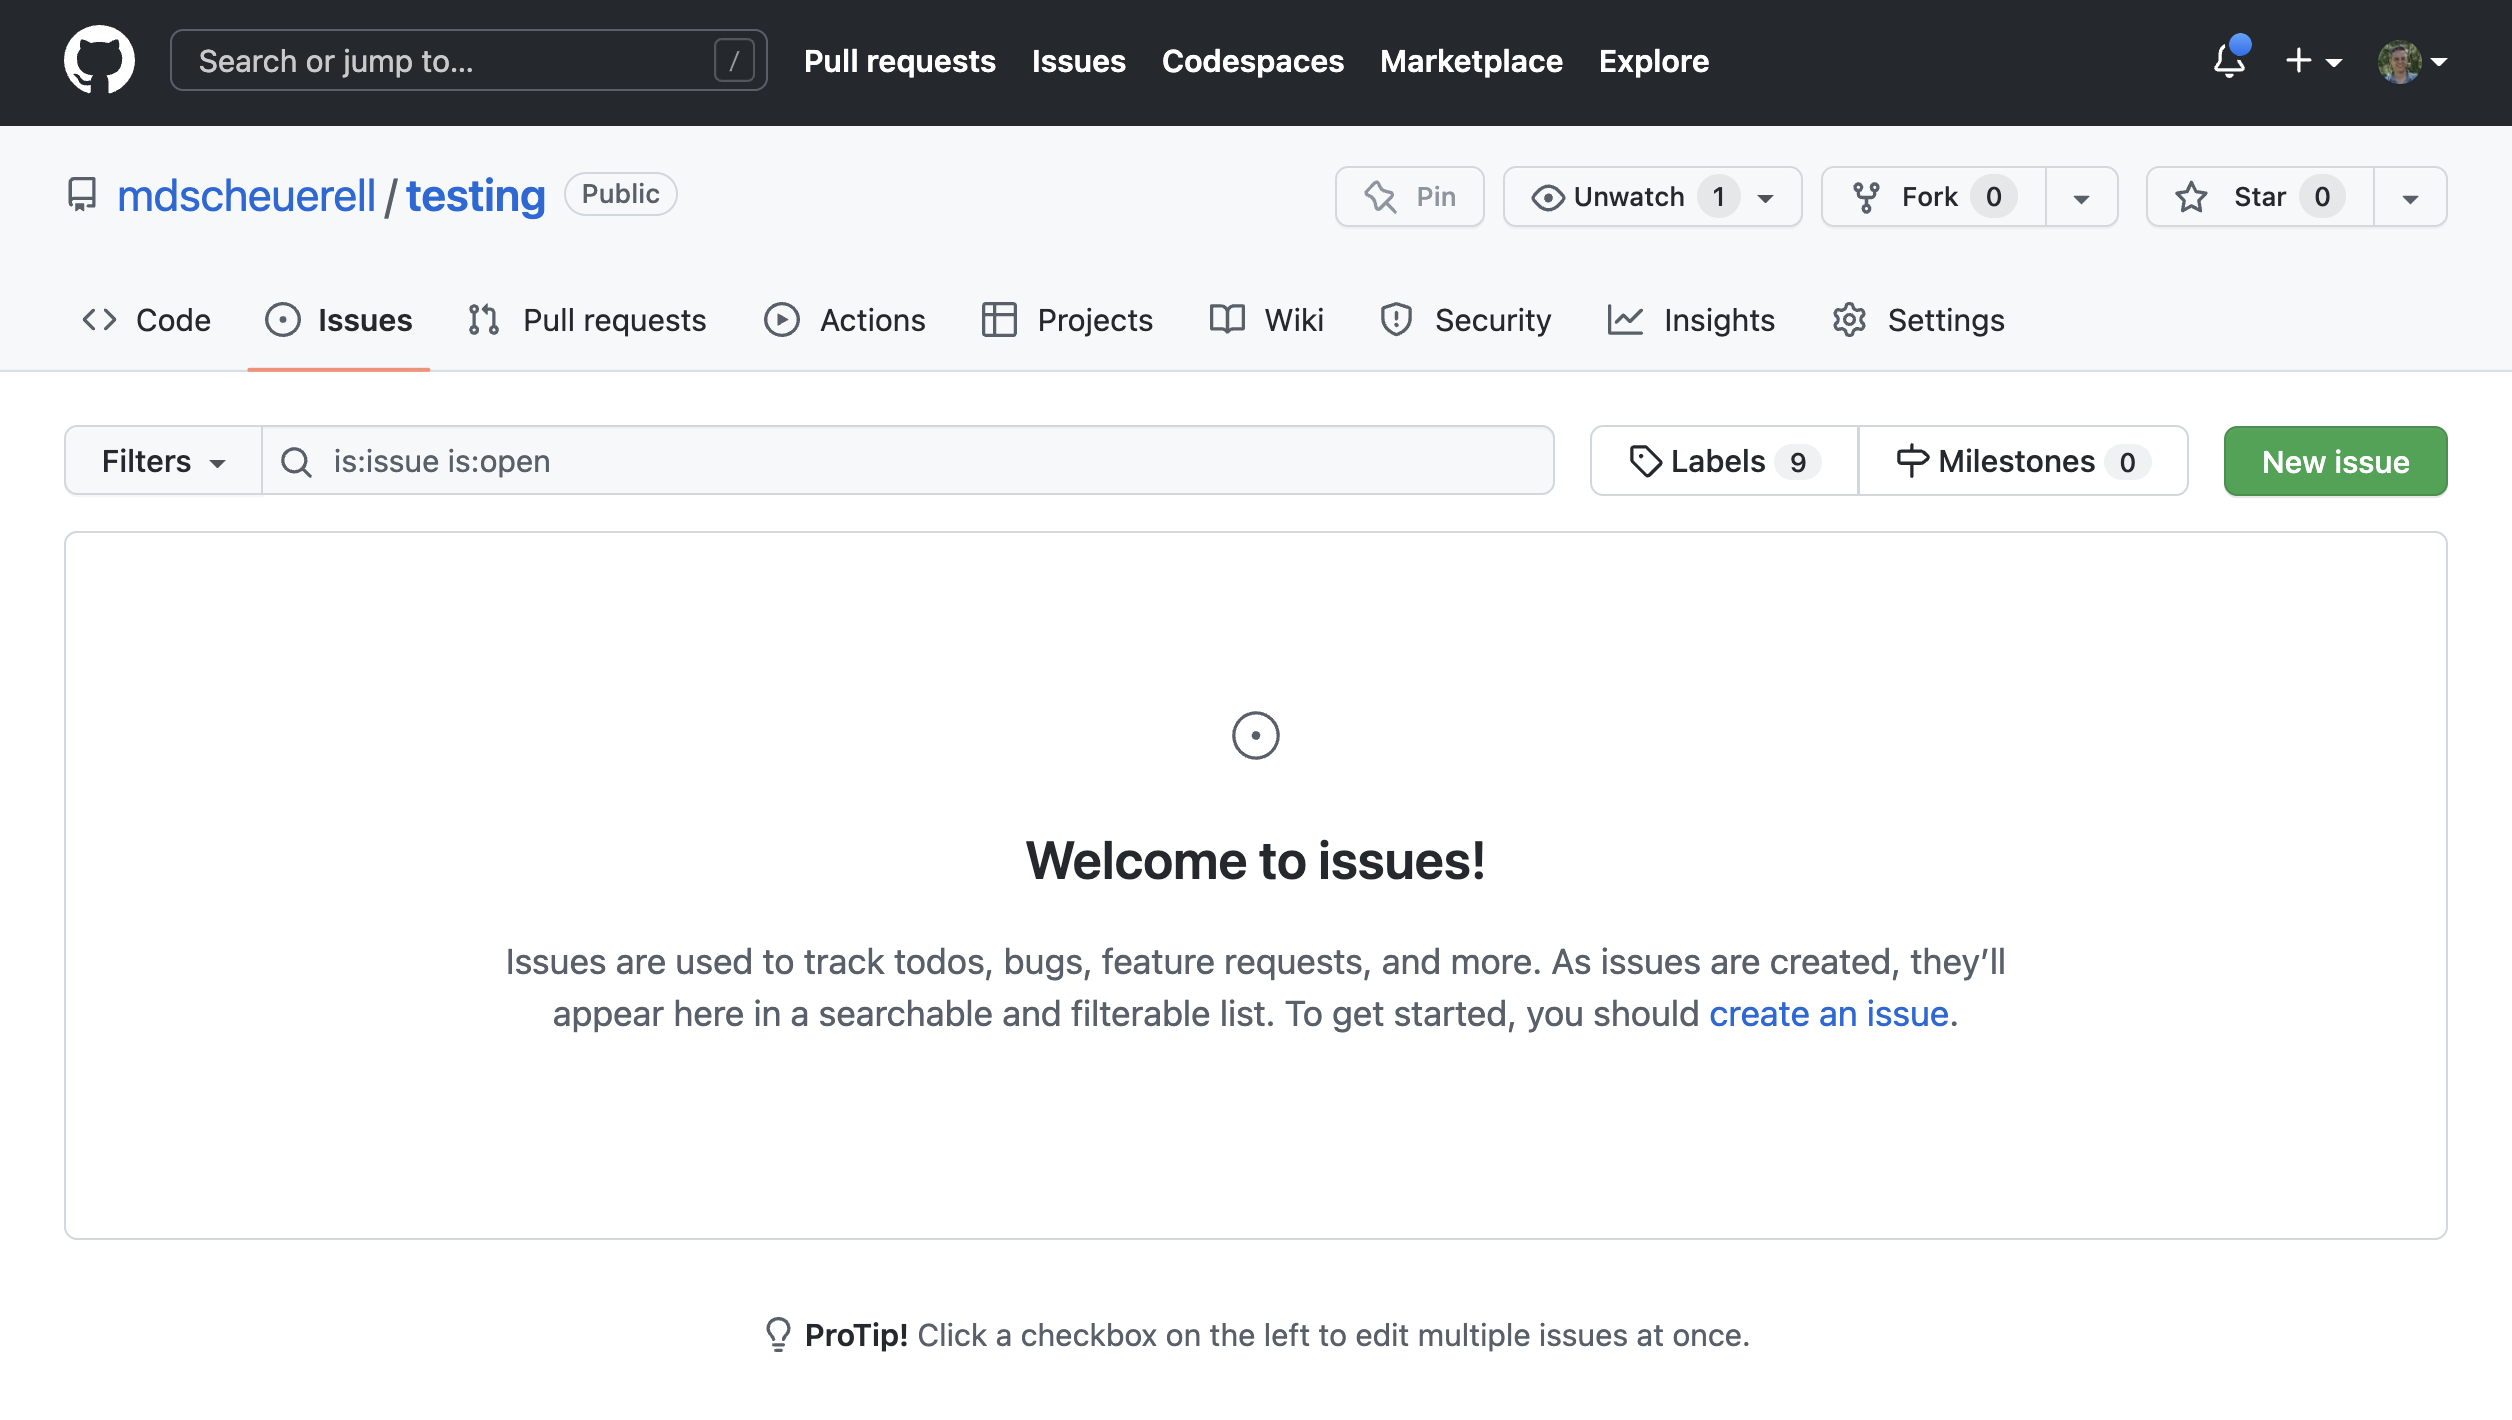 Search or jump to... / Pull requests Issues Codespaces Marketplace Explore
mdscheuerell / testing Public Pin Unwatch 1 Fork 0 Star 0
Code Issues Pull requests Actions Projects Wiki Security Insights Settings
Filters is:issue is:open Labels 9 Milestones 0 New issue
Welcome to issues!
Issues are used to track todos, bugs, feature requests, and more. As issues are created, they’ll
appear here in a searchable and filterable list. To get started, you should create an issue.
ProTip! Click a checkbox on the left to edit multiple issues at once.